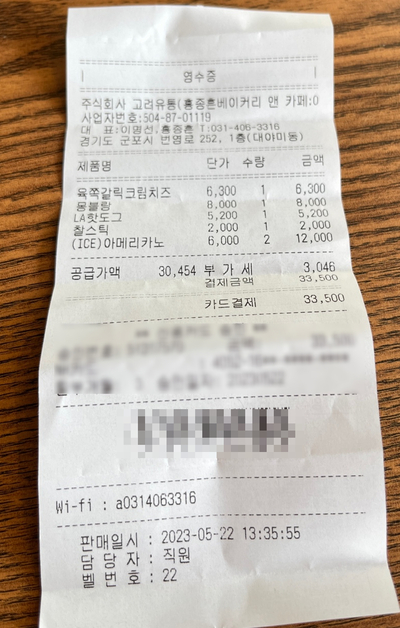 영수증
주식회사 고려유통(홍종흔베이커리 앤 카페:0
사업자번호:504-87-01119
대 표:이명선,홍종흔 T:031-406-3316
경기도 군포시 번영로 252, 1층(대야미동)
제품명 단가 수량 금액
육쪽갈릭크림치즈 6,300 1 6,300
몽블랑 8,000 1 8,000
LA핫도그 5,200 1 5,200
찰스틱 2,000 1 2,000
(ICE)아메리카노 6,000 2 12,000
공급가액 30,454 부 가 세 3,046
결제금액 33,500
카드결제 33,500
Wi-fi : a0314063316
판매일시 : 2023-05-22 13:35:55
담 당 자 : 직원
벨 번 호 : 22